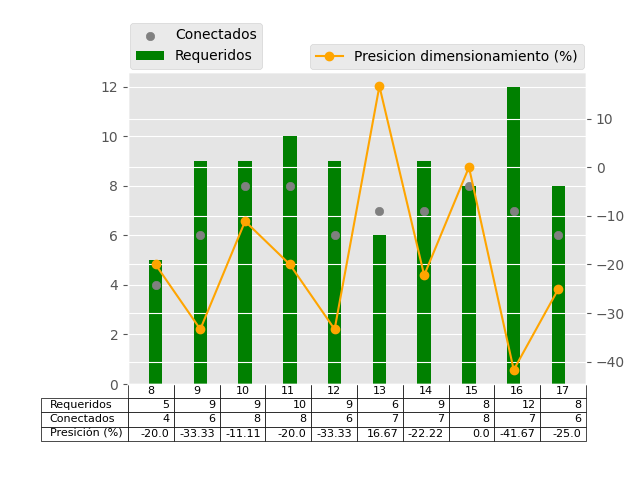 Conectados
Requeridos
Presicion dimensionamiento (%)
12
10
8
6
4
2
0
10
0
−10
−20
−30
−40
8 9 10 11 12 13 14 15 16 17
Requeridos 5 9 9 10 9 6 9 8 12 8
Conectados 4 6 8 8 6 7 7 8 7 6
Presición (%) -20.0 -33.33 -11.11 -20.0 -33.33 16.67 -22.22 0.0 -41.67 -25.0